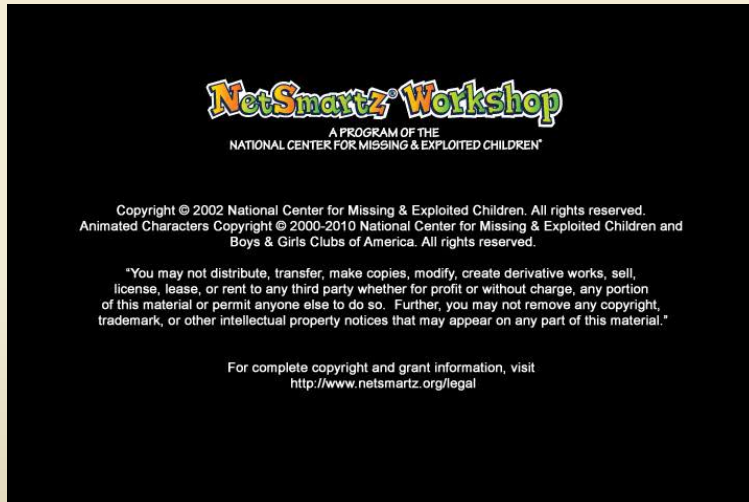 NetSmartz® Workshop
A PROGRAM OF THE
NATIONAL CENTER FOR MISSING & EXPLOITED CHILDREN®
Copyright © 2002 National Center for Missing & Exploited Children. All rights reserved.
Animated Characters Copyright © 2000-2010 National Center for Missing & Exploited Children and
Boys & Girls Clubs of America. All rights reserved.
“You may not distribute, transfer, make copies, modify, create derivative works, sell,
license, lease, or rent to any third party whether for profit or without charge, any portion
of this material or permit anyone else to do so.  Further, you may not remove any copyright,
trademark, or other intellectual property notices that may appear on any part of this material.”
For complete copyright and grant information, visit
http://www.netsmartz.org/legal